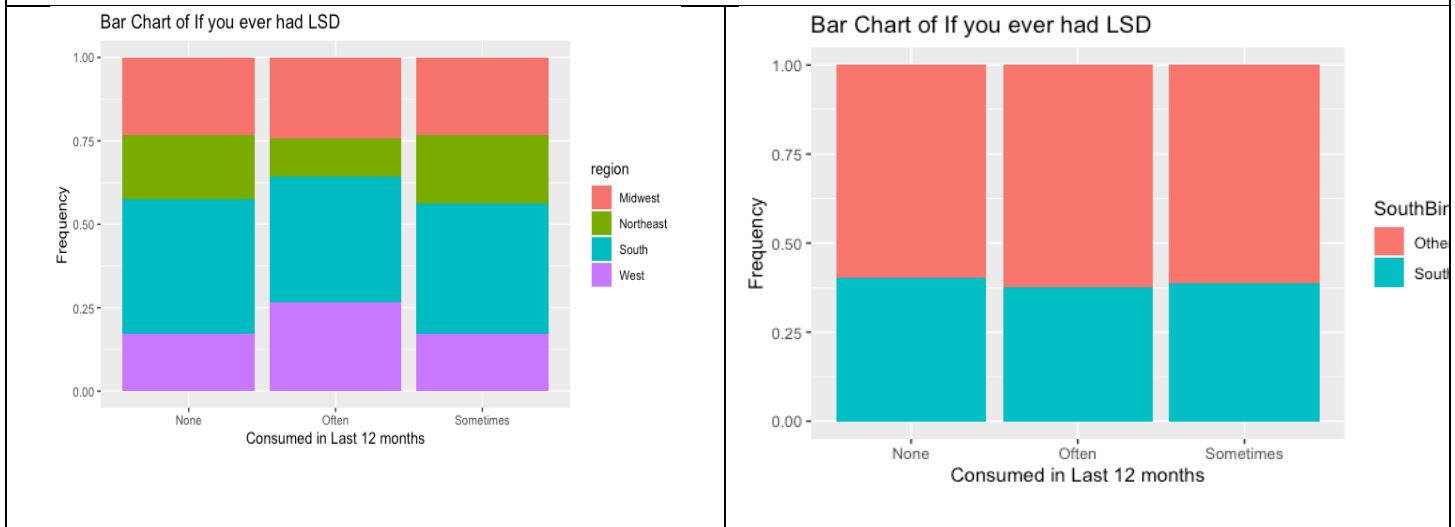 Bar Chart of If you ever had LSD
1.00
0.75
0.50
0.25
0.00
Frequency
None Often Sometimes
Consumed in Last 12 months
region
Midwest
Northeast
South
West
Bar Chart of If you ever had LSD
1.00
0.75
0.50
0.25
0.00
Frequency
None Often Sometimes
Consumed in Last 12 months
SouthBin
Othe
South